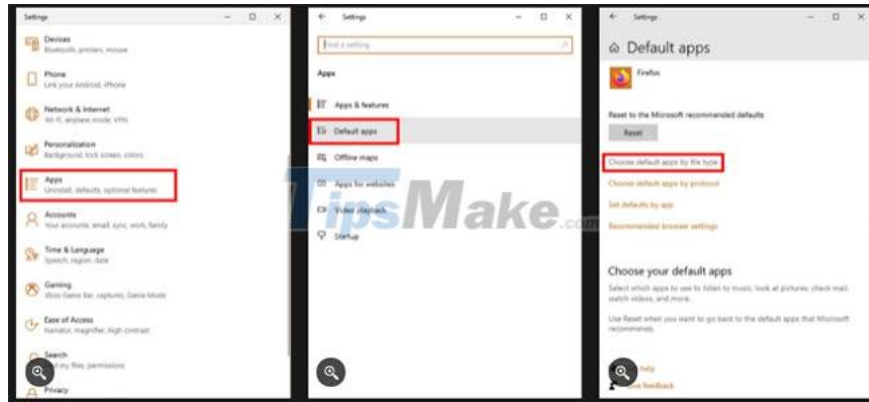 Settings
Devices
Bluetooth, printers, mouse
Phone
Link your Android, iPhone
Network & Internet
Wi-Fi, airplane mode, VPN
Personalization
Background, lock screen, colors
Apps
Uninstall, defaults, optional features
Accounts
Your accounts, email, sync, work, family
Time & Language
Speech, region, date
Gaming
Xbox Game Bar, captures, Game Mode
Ease of Access
Narrator, magnifier, high contrast
Search
my files, permissions
Privacy
Settings
Find a setting
Apps
Apps & features
Default apps
Offline maps
Apps for websites
Video playback
Startup
Settings
Default apps
Firefox
Reset to the Microsoft recommended defaults
Reset
Choose default apps by file type
Choose default apps by protocol
Set defaults by app
Recommended browser settings
Choose your default apps
Select which apps to use to listen to music, look at pictures, check mail,
watch videos, and more.
Use Reset when you want to go back to the default apps that Microsoft
recommends.
help
Give feedback
TipsMake.com